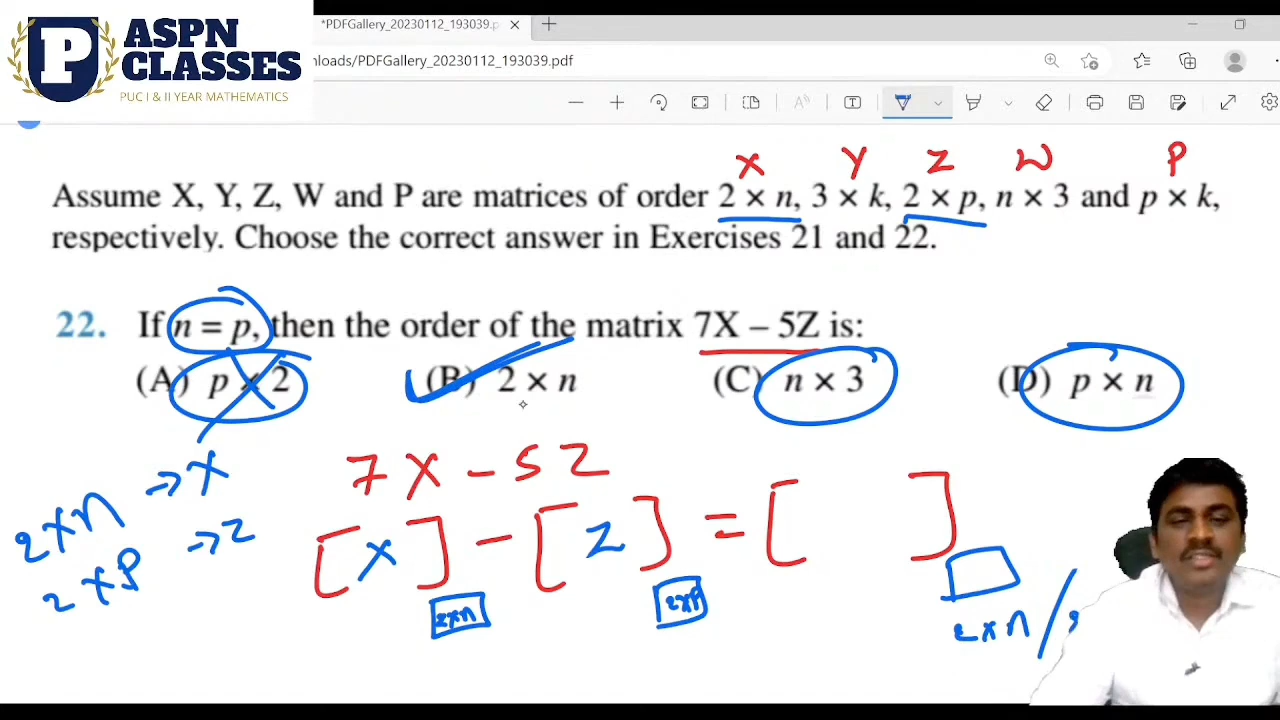 *PDFGallery_20230112_193039.p
ASPN
CLASSES
PUC I & II YEAR MATHEMATICS
nloads/PDFGallery_20230112_193039.pdf
X Y Z W P
Assume X, Y, Z, W and P are matrices of order 2 × n, 3 × k, 2 × p, n × 3 and p × k,
respectively. Choose the correct answer in Exercises 21 and 22.
22. If n = p, then the order of the matrix 7X – 5Z is:
(A) p × 2 (B) 2 × n (C) n × 3 (D) p × n
7X - 5Z
2×n → X
2×P → Z
[ X ] - [ Z ] = [ ]
2×n 2×P
2×n /